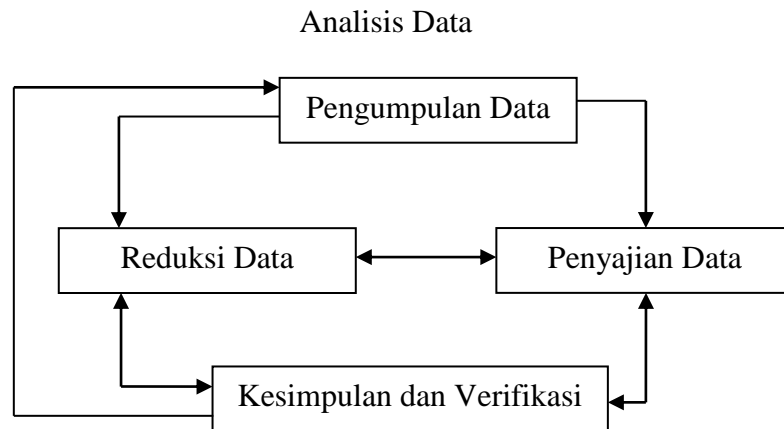 Analisis Data
Pengumpulan Data
Reduksi Data
Penyajian Data
Kesimpulan dan Verifikasi